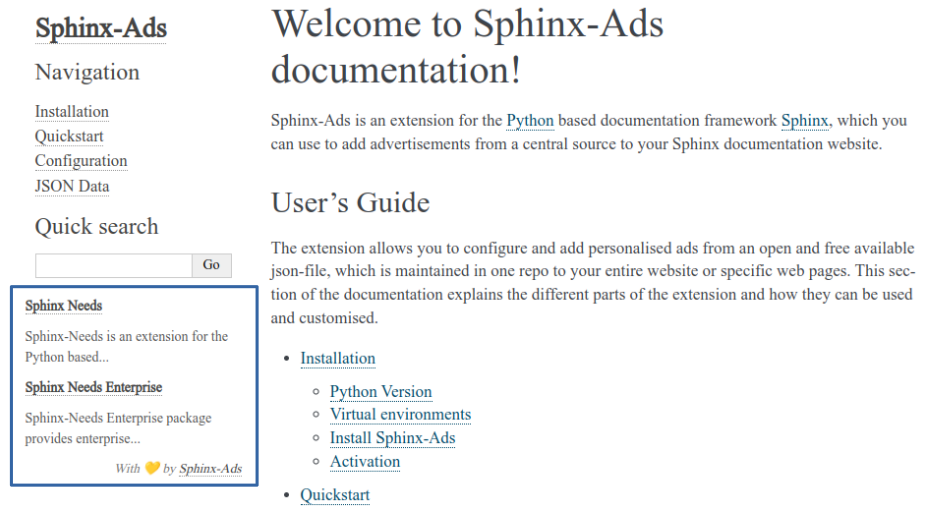 Sphinx-Ads
Navigation
Installation
Quickstart
Configuration
JSON Data
Quick search
Go
Sphinx Needs
Sphinx-Needs is an extension for the
Python based...
Sphinx Needs Enterprise
Sphinx-Needs Enterprise package
provides enterprise...
With 💛 by Sphinx-Ads
Welcome to Sphinx-Ads
documentation!
Sphinx-Ads is an extension for the Python based documentation framework Sphinx, which you
can use to add advertisements from a central source to your Sphinx documentation website.
User’s Guide
The extension allows you to configure and add personalised ads from an open and free available
json-file, which is maintained in one repo to your entire website or specific web pages. This sec-
tion of the documentation explains the different parts of the extension and how they can be used
and customised.
• Installation
◦ Python Version
◦ Virtual environments
◦ Install Sphinx-Ads
◦ Activation
• Quickstart